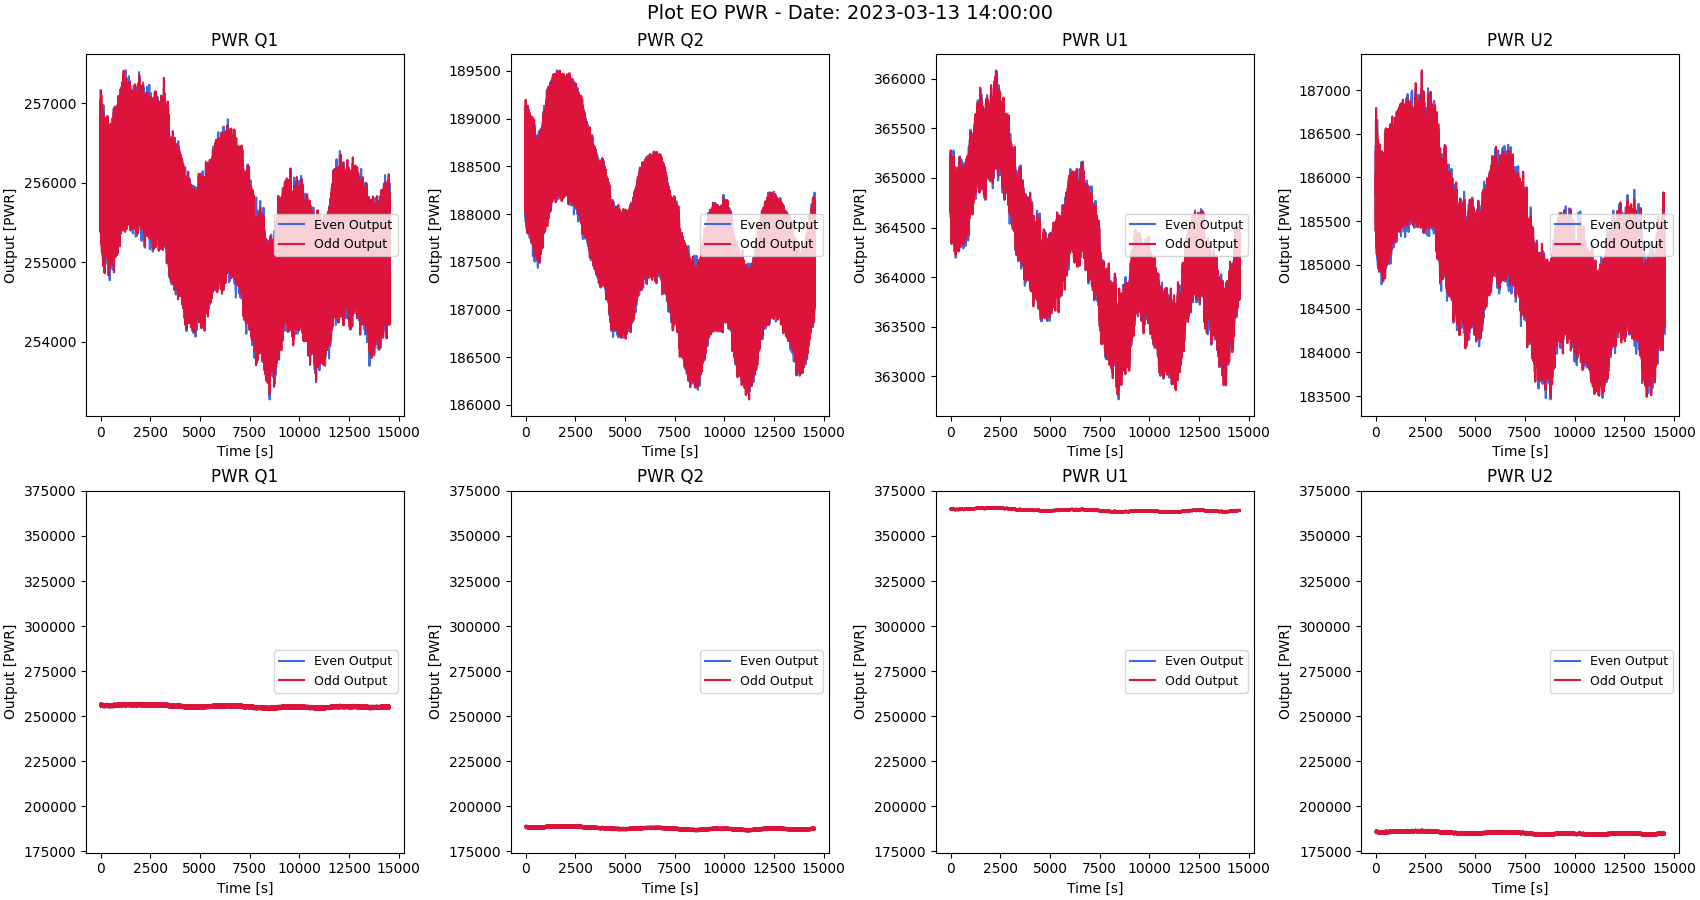 Plot EO PWR - Date: 2023-03-13 14:00:00
PWR Q1
Output [PWR]
257000
256000
255000
254000
Even Output
Odd Output
0 2500 5000 7500 10000 12500 15000
Time [s]
PWR Q2
Output [PWR]
189500
189000
188500
188000
187500
187000
186500
186000
Even Output
Odd Output
0 2500 5000 7500 10000 12500 15000
Time [s]
PWR U1
Output [PWR]
366000
365500
365000
364500
364000
363500
363000
Even Output
Odd Output
0 2500 5000 7500 10000 12500 15000
Time [s]
PWR U2
Output [PWR]
187000
186500
186000
185500
185000
184500
184000
183500
Even Output
Odd Output
0 2500 5000 7500 10000 12500 15000
Time [s]
PWR Q1
Output [PWR]
375000
350000
325000
300000
275000
250000
225000
200000
175000
Even Output
Odd Output
0 2500 5000 7500 10000 12500 15000
Time [s]
PWR Q2
Output [PWR]
375000
350000
325000
300000
275000
250000
225000
200000
175000
Even Output
Odd Output
0 2500 5000 7500 10000 12500 15000
Time [s]
PWR U1
Output [PWR]
375000
350000
325000
300000
275000
250000
225000
200000
175000
Even Output
Odd Output
0 2500 5000 7500 10000 12500 15000
Time [s]
PWR U2
Output [PWR]
375000
350000
325000
300000
275000
250000
225000
200000
175000
Even Output
Odd Output
0 2500 5000 7500 10000 12500 15000
Time [s]